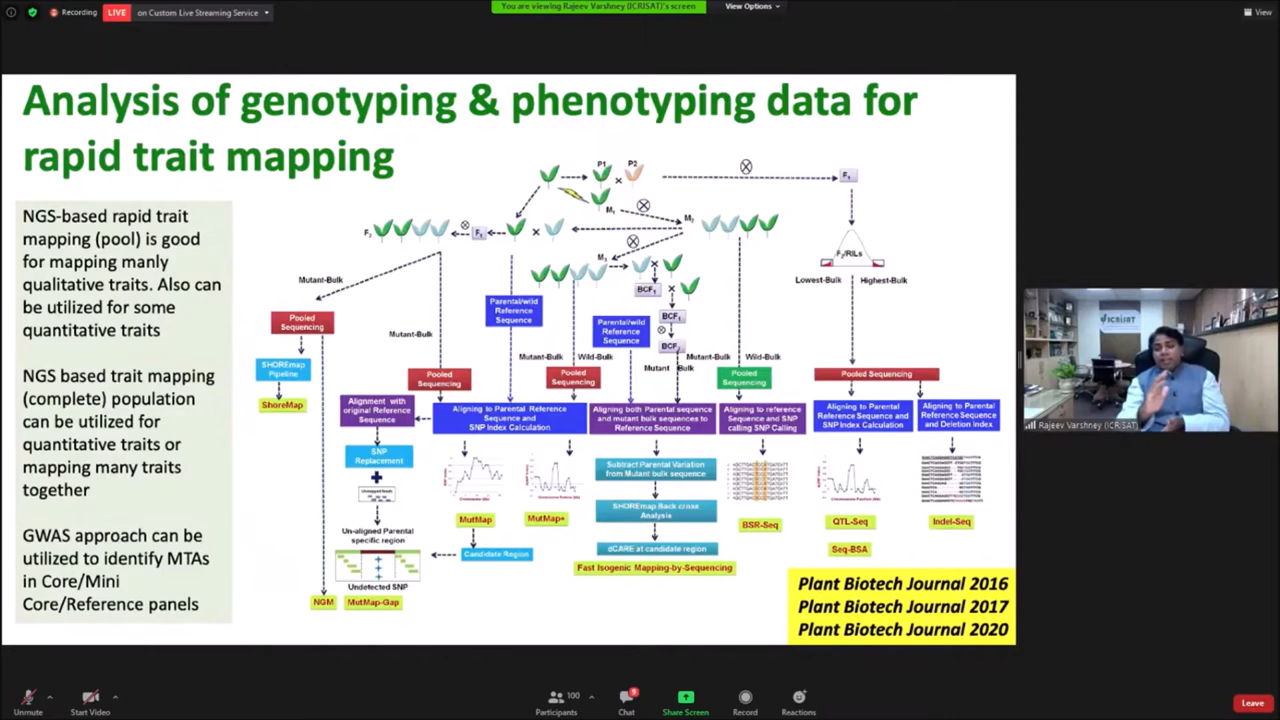 Recording
LIVE
on Custom Live Streaming Service
You are viewing Rajeev Varshney (ICRISAT)'s screen
View Options
View
Analysis of genotyping & phenotyping data for
rapid trait mapping
NGS-based rapid trait
mapping (pool) is good
for mapping mnly
qualitative traits. Also can
be utilized for some
quantitative traits
NGS based trait mapping
(complete) population
can be utilized for
quantitative traits or
mapping many traits
together
GWAS approach can be
utilized to identify MTAs
in Core/Mini
Core/Reference panels
P1
P2
×
F1
M1
M2
F2
F1
×
M3
×
BCF1
×
BCF1
BCF2
F2/RILs
Lowest-Bulk
Highest-Bulk
Mutant-Bulk
Pooled
Sequencing
SHOREmap
Pipeline
ShoreMap
Mutant-Bulk
Pooled
Sequencing
Parental/wild
Reference
Sequence
Mutant-Bulk
Wild-Bulk
Pooled
Sequencing
Parental/wild
Reference
Sequence
Mutant Bulk
Mutant-Bulk
Wild-Bulk
Pooled
Sequencing
Pooled Sequencing
Alignment with
original Reference
Sequence
Aligning to Parental Reference
Sequence and
SNP Index Calculation
Aligning both Parental sequence
and mutant bulk sequences to
Reference Sequence
Aligning to reference
Sequence and
calling SNP Calling
Aligning to Parental
Reference Sequence and
SNP Index Calculation
Aligning to Parental
Reference Sequence
and Deletion Index
SNP
Replacement
Un-aligned Parental
specific region
Undetected SNP
NGM
MutMap-Gap
MutMap
MutMap+
Candidate Region
Subtract Parental Variation
from Mutant bulk sequence
SHOREmap Back cross
Analysis
dCARE at candidate region
Fast Isogenic Mapping-by-Sequencing
BSR-Seq
QTL-Seq
Seq-BSA
Indel-Seq
Plant Biotech Journal 2016
Plant Biotech Journal 2017
Plant Biotech Journal 2020
ICRISAT
Rajeev Varshney (ICRISAT)
Unmute
Start Video
100
Participants
9
Chat
Share Screen
Record
Reactions
Leave